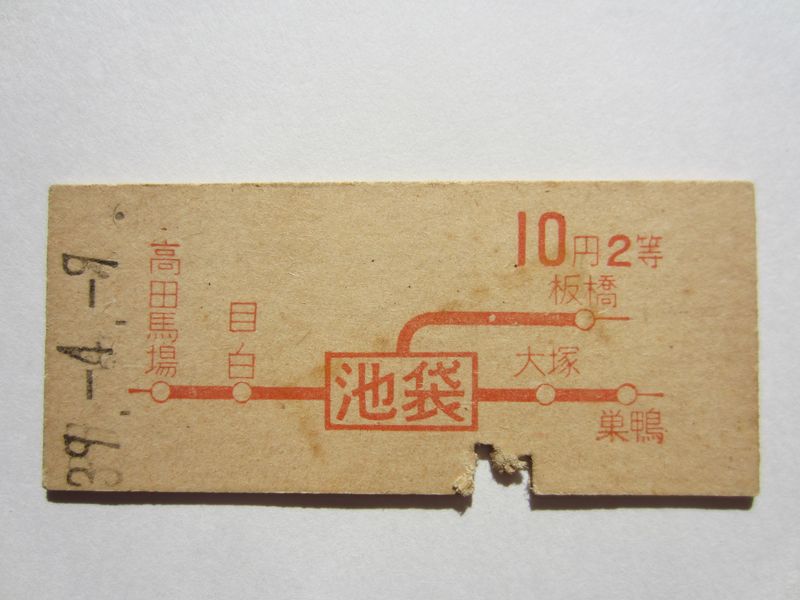 39.-4.-9
10円2等
高田馬場
目白
池袋
板橋
大塚
巣鴨